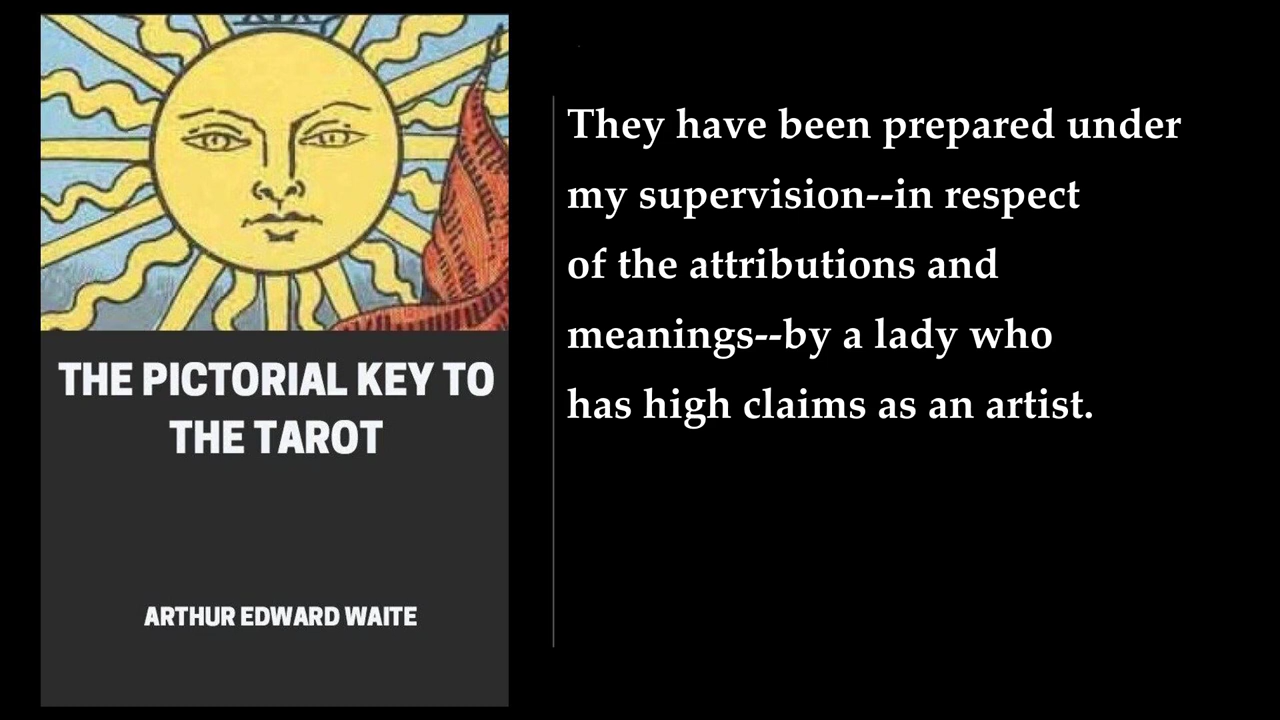 XIX
THE PICTORIAL KEY TO
THE TAROT
ARTHUR EDWARD WAITE
They have been prepared under
my supervision--in respect
of the attributions and
meanings--by a lady who
has high claims as an artist.